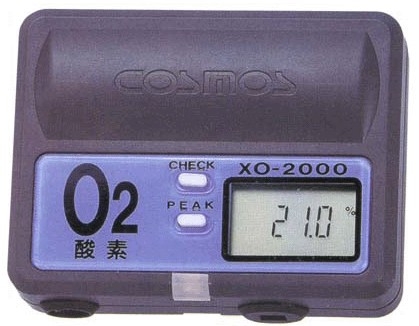 COSMOS
CHECK
XO-2000
O2
PEAK
21.0 %
酸素